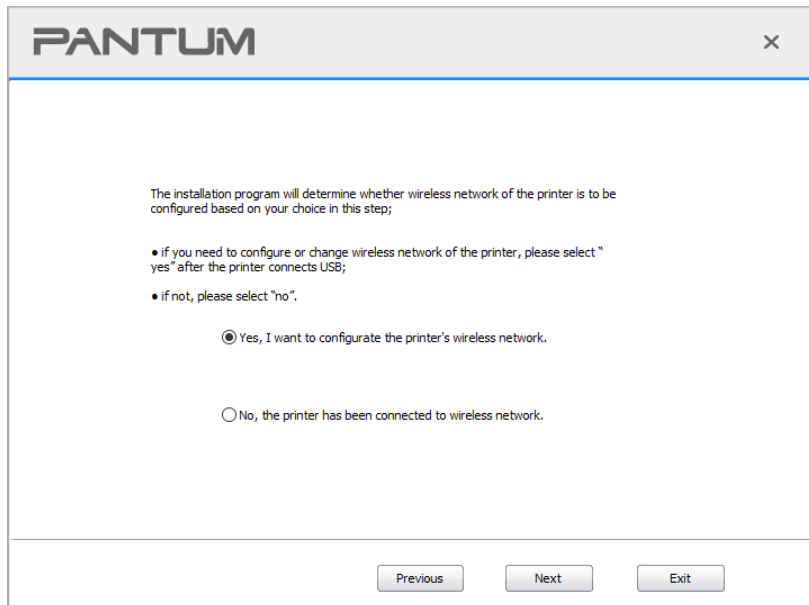 PANTUM
The installation program will determine whether wireless network of the printer is to be
configured based on your choice in this step;
● if you need to configure or change wireless network of the printer, please select “
yes” after the printer connects USB;
● if not, please select “no”.
Yes, I want to configurate the printer's wireless network.
No, the printer has been connected to wireless network.
Previous Next Exit